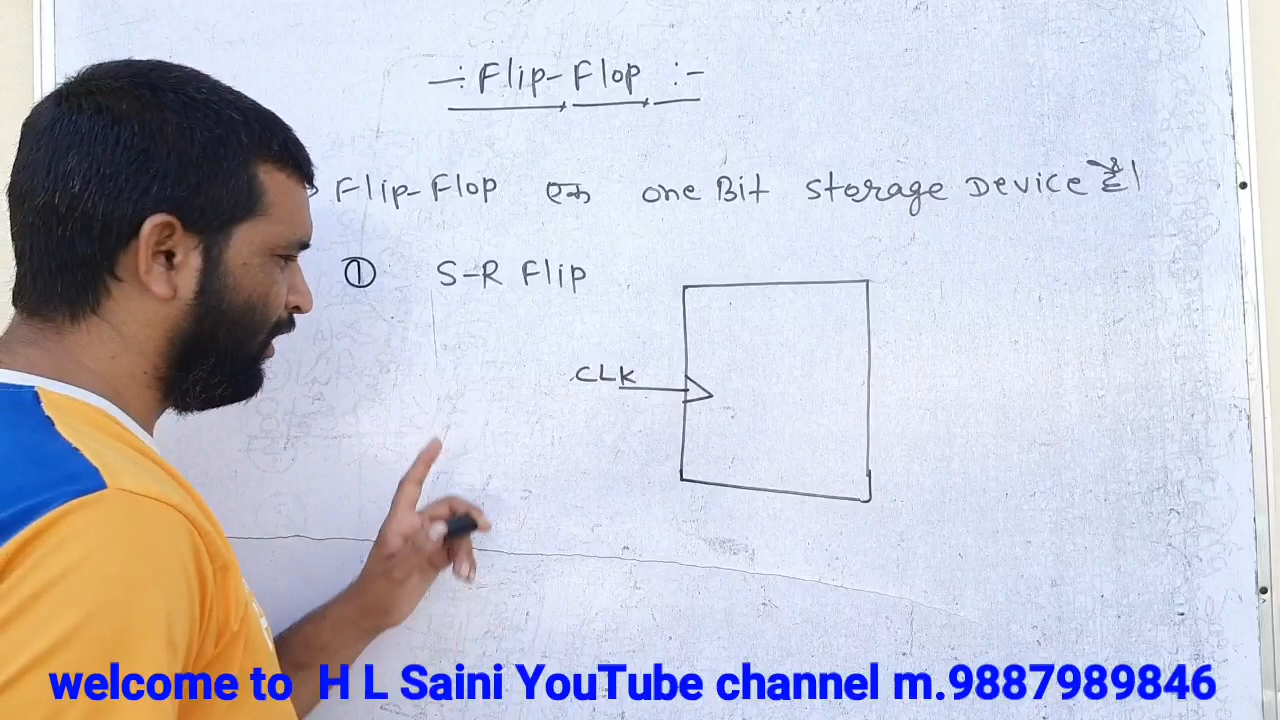 -: Flip-Flop :-
Flip-Flop एक one Bit storage Device है।
① S-R Flip
CLK
welcome to H L Saini YouTube channel m.9887989846